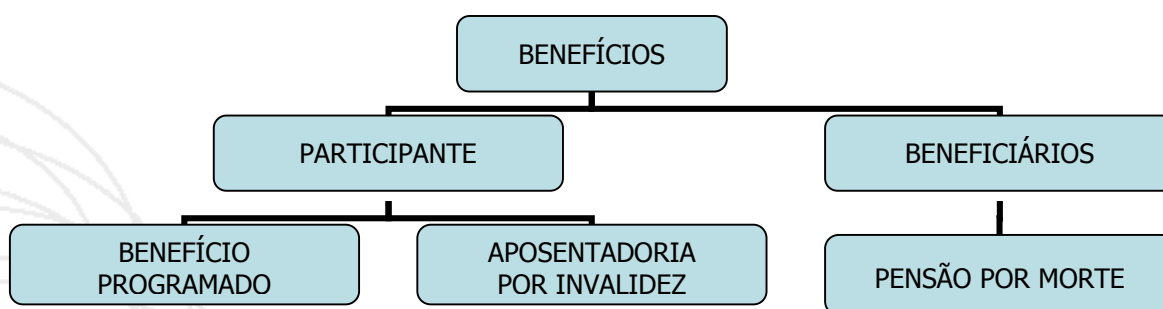 BENEFÍCIOS
PARTICIPANTE
BENEFICIÁRIOS
BENEFÍCIO
PROGRAMADO
APOSENTADORIA
POR INVALIDEZ
PENSÃO POR MORTE